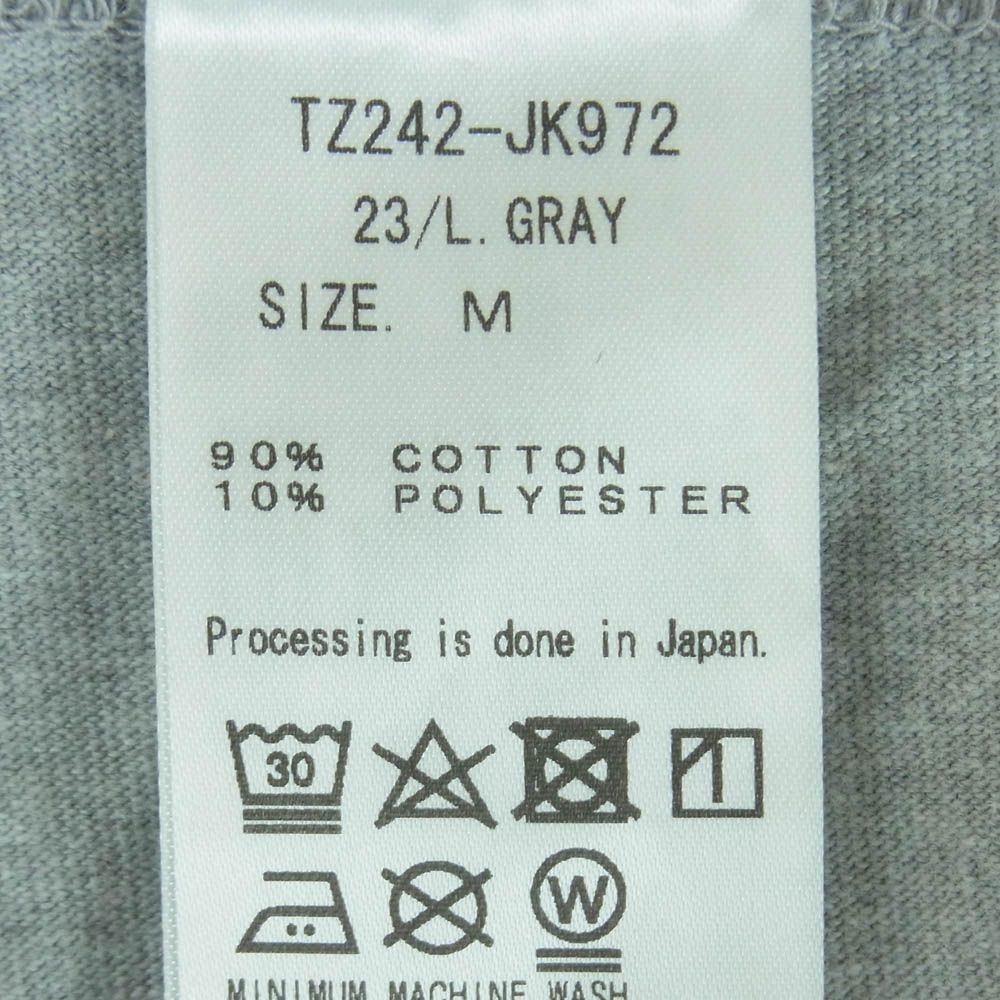 TZ242-JK972
23/L. GRAY
SIZE. M
90% COTTON
10% POLYESTER
Processing is done in Japan.
30
W
MINIMUM MACHINE WASH